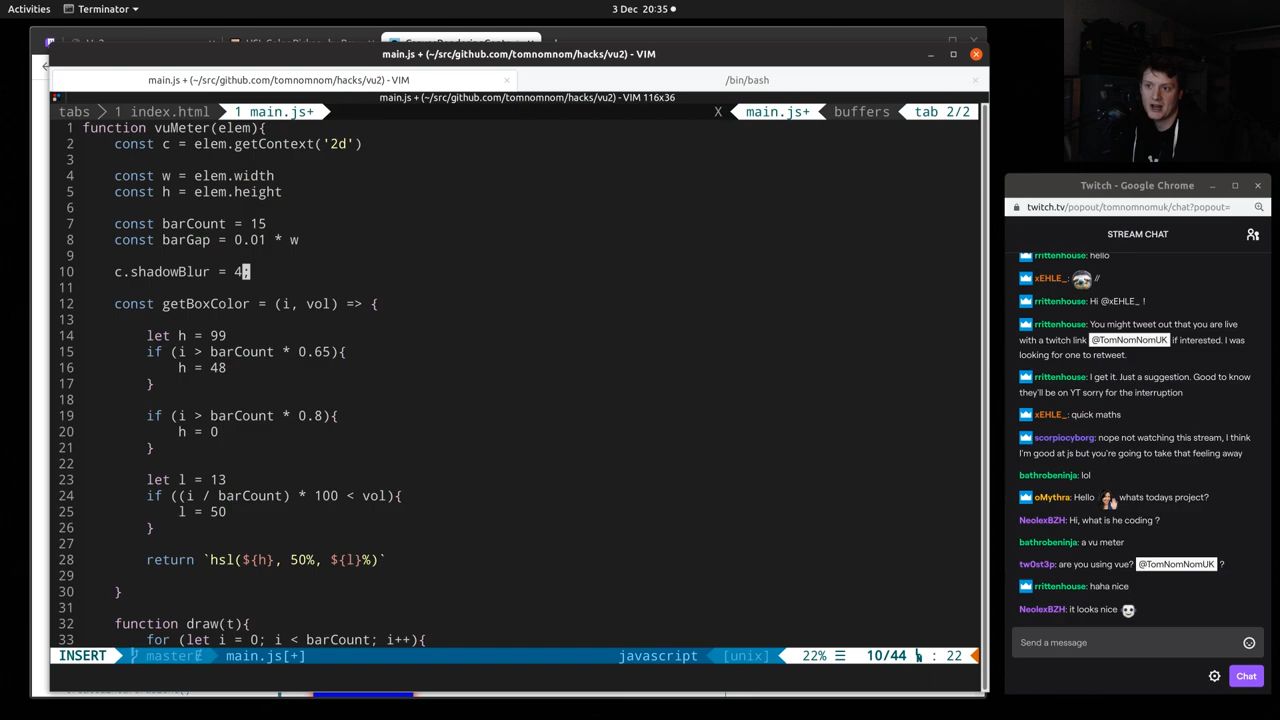 Activities
Terminator
3 Dec 20:35
main.js + (~/src/github.com/tomnomnom/hacks/vu2) - VIM
main.js + (~/src/github.com/tomnomnom/hacks/vu2) - VIM
/bin/bash
main.js + (~/src/github.com/tomnomnom/hacks/vu2) - VIM 116x36
tabs 1 index.html 1 main.js+ X main.js+ buffers tab 2/2
1 function vuMeter(elem){
2     const c = elem.getContext('2d')
3
4     const w = elem.width
5     const h = elem.height
6
7     const barCount = 15
8     const barGap = 0.01 * w
9
10     c.shadowBlur = 4;
11
12     const getBoxColor = (i, vol) => {
13
14         let h = 99
15         if (i > barCount * 0.65){
16             h = 48
17         }
18
19         if (i > barCount * 0.8){
20             h = 0
21         }
22
23         let l = 13
24         if ((i / barCount) * 100 < vol){
25             l = 50
26         }
27
28         return `hsl(${h}, 50%, ${l}%)`
29
30     }
31
32     function draw(t){
33         for (let i = 0; i < barCount; i++){
INSERT master main.js[+] javascript [unix] 22% ☰ 10/44 : 22
Twitch - Google Chrome
twitch.tv/popout/tomnomnomuk/chat?popout=
STREAM CHAT
rrittenhouse: hello
xEHLE_: //
rrittenhouse: Hi @xEHLE_ !
rrittenhouse: You might tweet out that you are live
with a twitch link @TomNomNomUK if interested. I was
looking for one to retweet.
rrittenhouse: I get it. Just a suggestion. Good to know
they'll be on YT sorry for the interruption
xEHLE_: quick maths
scorpiocyborg: nope not watching this stream, I think
I'm good at js but you're going to take that feeling away
bathrobeninja: lol
oMythra: Hello whats todays project?
NeolexBZH: Hi, what is he coding ?
bathrobeninja: a vu meter
tw0st3p: are you using vue? @TomNomNomUK ?
rrittenhouse: haha nice
NeolexBZH: it looks nice
Send a message
Chat